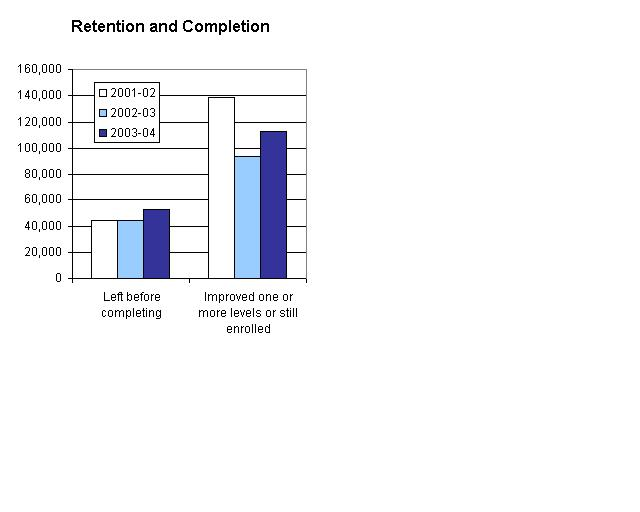 Retention and Completion
160,000
140,000
120,000
100,000
80,000
60,000
40,000
20,000
0
2001-02
2002-03
2003-04
Left before
completing
Improved one or
more levels or still
enrolled